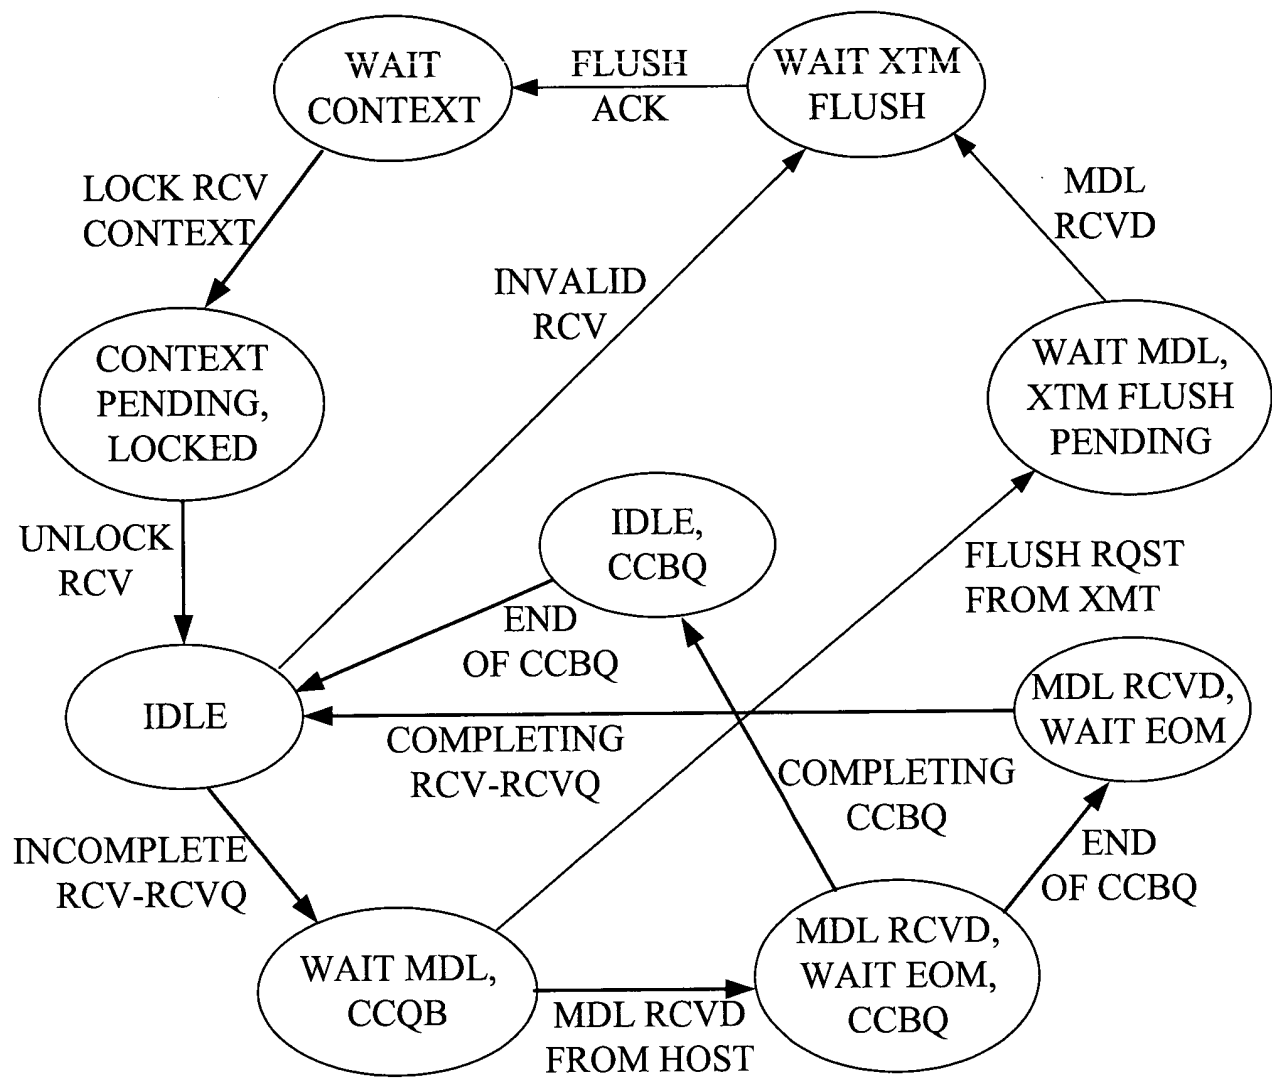 WAIT
CONTEXT
FLUSH
ACK
WAIT XTM
FLUSH
LOCK RCV
CONTEXT
MDL
RCVD
INVALID
RCV
CONTEXT
PENDING,
LOCKED
WAIT MDL,
XTM FLUSH
PENDING
UNLOCK
RCV
IDLE,
CCBQ
FLUSH RQST
FROM XMT
END
OF CCBQ
IDLE
MDL RCVD,
WAIT EOM
COMPLETING
RCV-RCVQ
COMPLETING
CCBQ
INCOMPLETE
RCV-RCVQ
END
OF CCBQ
WAIT MDL,
CCQB
MDL RCVD
FROM HOST
MDL RCVD,
WAIT EOM,
CCBQ